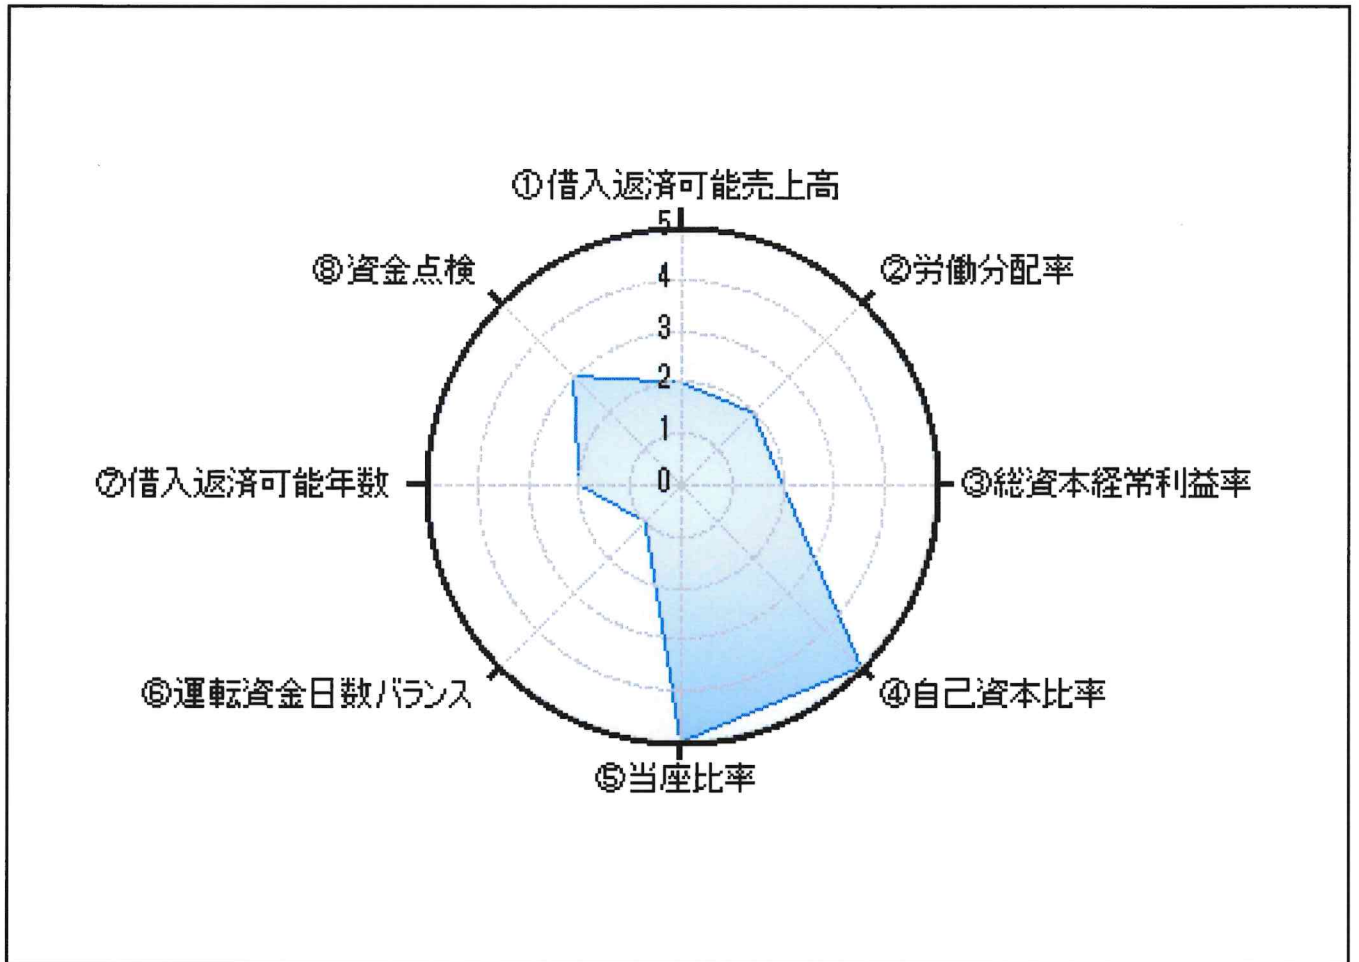 ①借入返済可能売上高
5
⑧資金点検
②労働分配率
4
3
2
1
⑦借入返済可能年数
0
③総資本経常利益率
⑥運転資金日数バランス
④自己資本比率
⑤当座比率